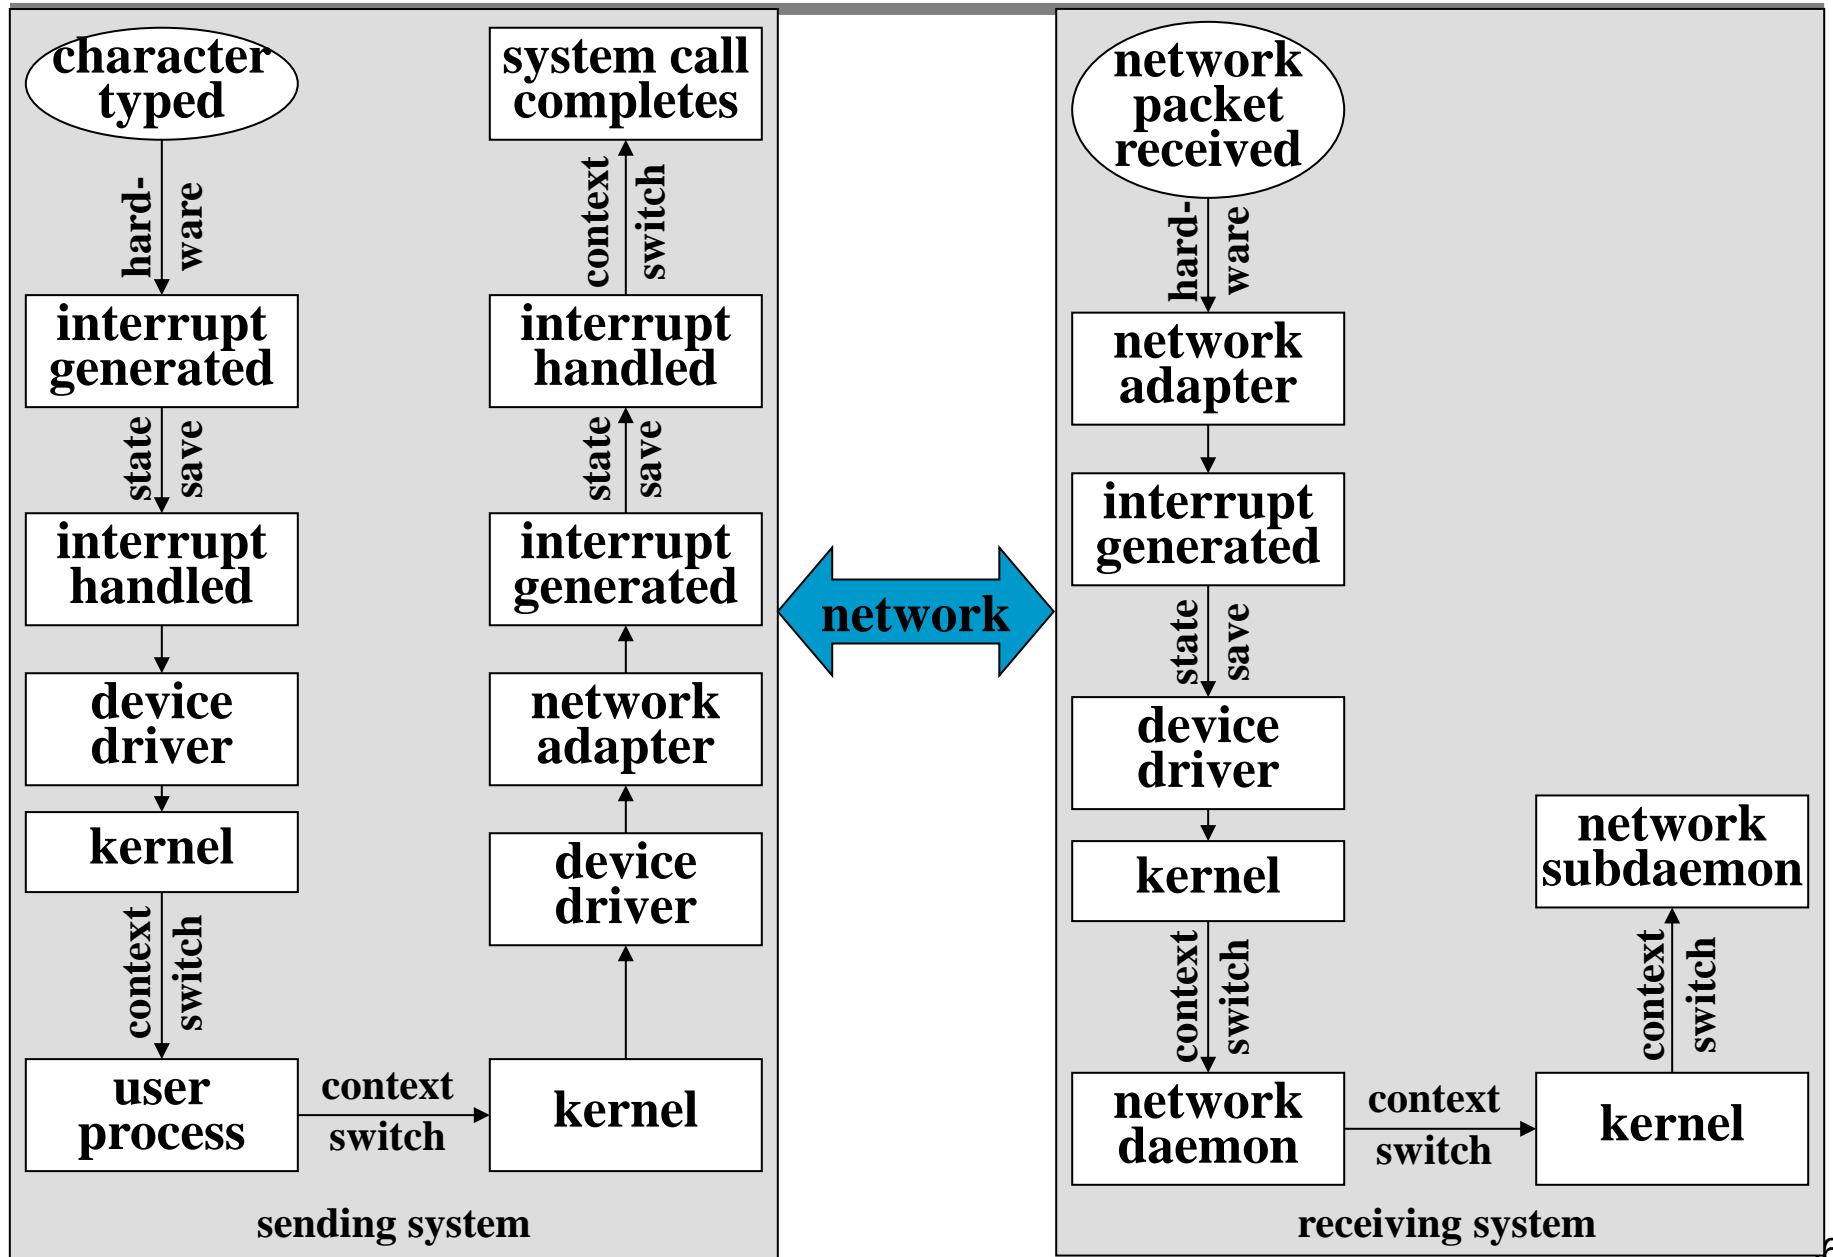 character
typed
hard-
ware
interrupt
generated
state
save
interrupt
handled
device
driver
kernel
context
switch
user
process
context
switch
kernel
device
driver
network
adapter
interrupt
generated
state
save
interrupt
handled
context
switch
system call
completes
sending system
network
network
packet
received
hard-
ware
network
adapter
interrupt
generated
state
save
device
driver
kernel
context
switch
network
daemon
context
switch
kernel
context
switch
network
subdaemon
receiving system